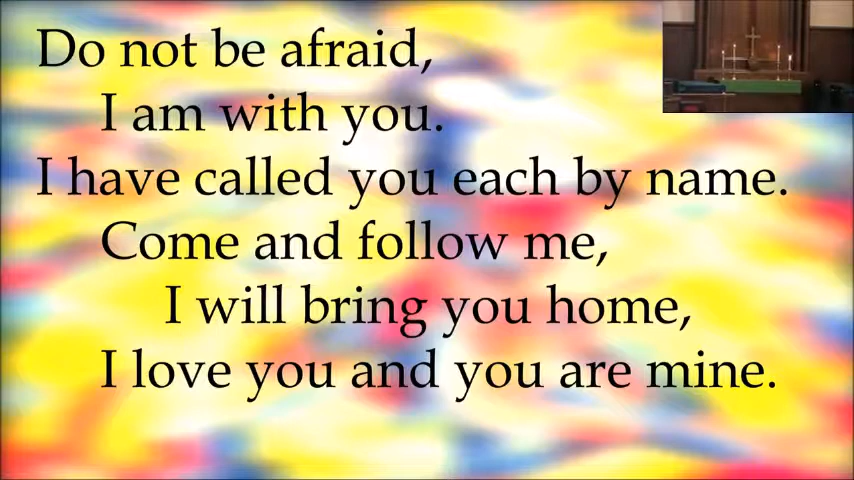 Do not be afraid,
I am with you.
I have called you each by name.
Come and follow me,
I will bring you home,
I love you and you are mine.